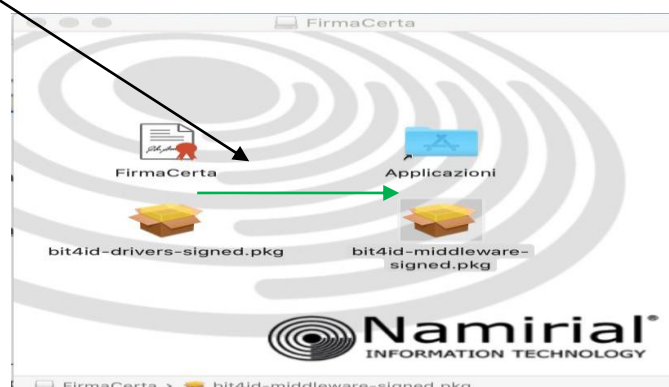 FirmaCerta
FirmaCerta
Applicazioni
bit4id-drivers-signed.pkg
bit4id-middleware-
signed.pkg
Namirial®
INFORMATION TECHNOLOGY
FirmaCerta › bit4id-middleware-signed.pkg